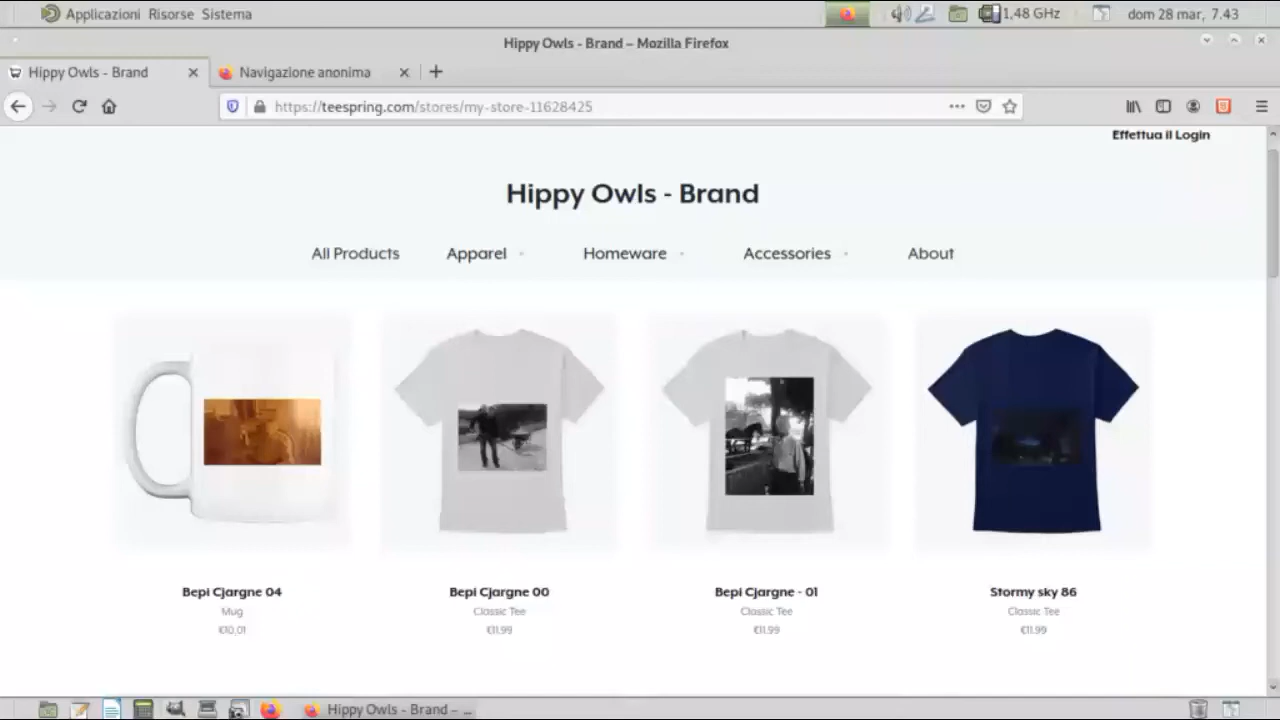 Applicazioni Risorse Sistema 1,48 GHz dom 28 mar, 7.43
Hippy Owls - Brand – Mozilla Firefox
Hippy Owls - Brand Navigazione anonima
https://teespring.com/stores/my-store-11628425
Effettua il Login
Hippy Owls - Brand
All Products Apparel Homeware Accessories About
Bepi Cjargne 04 Bepi Cjargne 00 Bepi Cjargne - 01 Stormy sky 86
Mug Classic Tee Classic Tee Classic Tee
€10,01 €11.99 €11.99 €11.99
Hippy Owls - Brand – ...